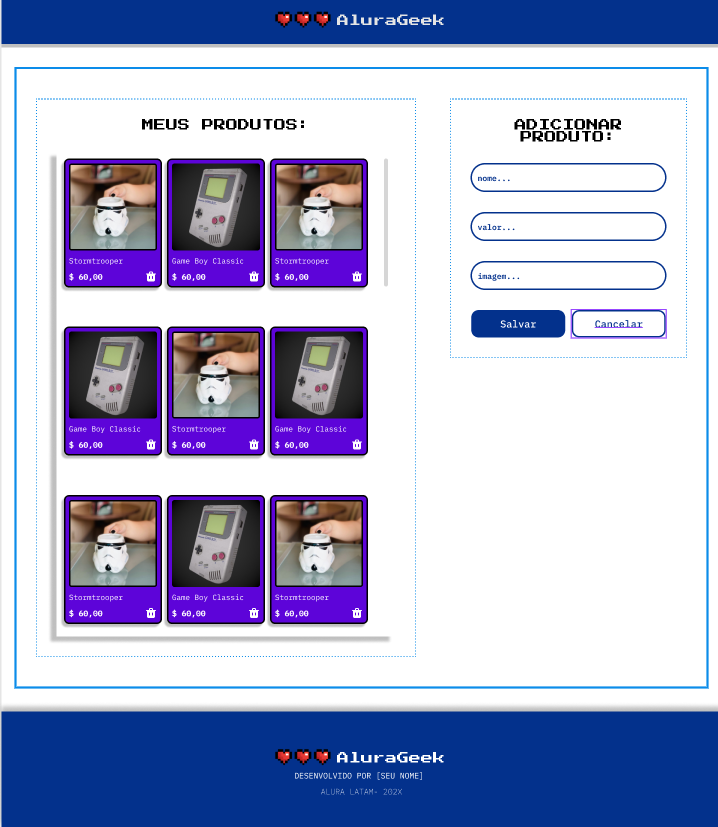 AluraGeek
MEUS PRODUTOS:
Stormtrooper
$ 60,00
Game Boy Classic
$ 60,00
Stormtrooper
$ 60,00
Game Boy Classic
$ 60,00
Stormtrooper
$ 60,00
Game Boy Classic
$ 60,00
Stormtrooper
$ 60,00
Game Boy Classic
$ 60,00
Stormtrooper
$ 60,00
ADICIONAR
PRODUTO:
nome...
valor...
imagem...
Salvar
Cancelar
AluraGeek
DESENVOLVIDO POR [SEU NOME]
ALURA LATAM- 202X